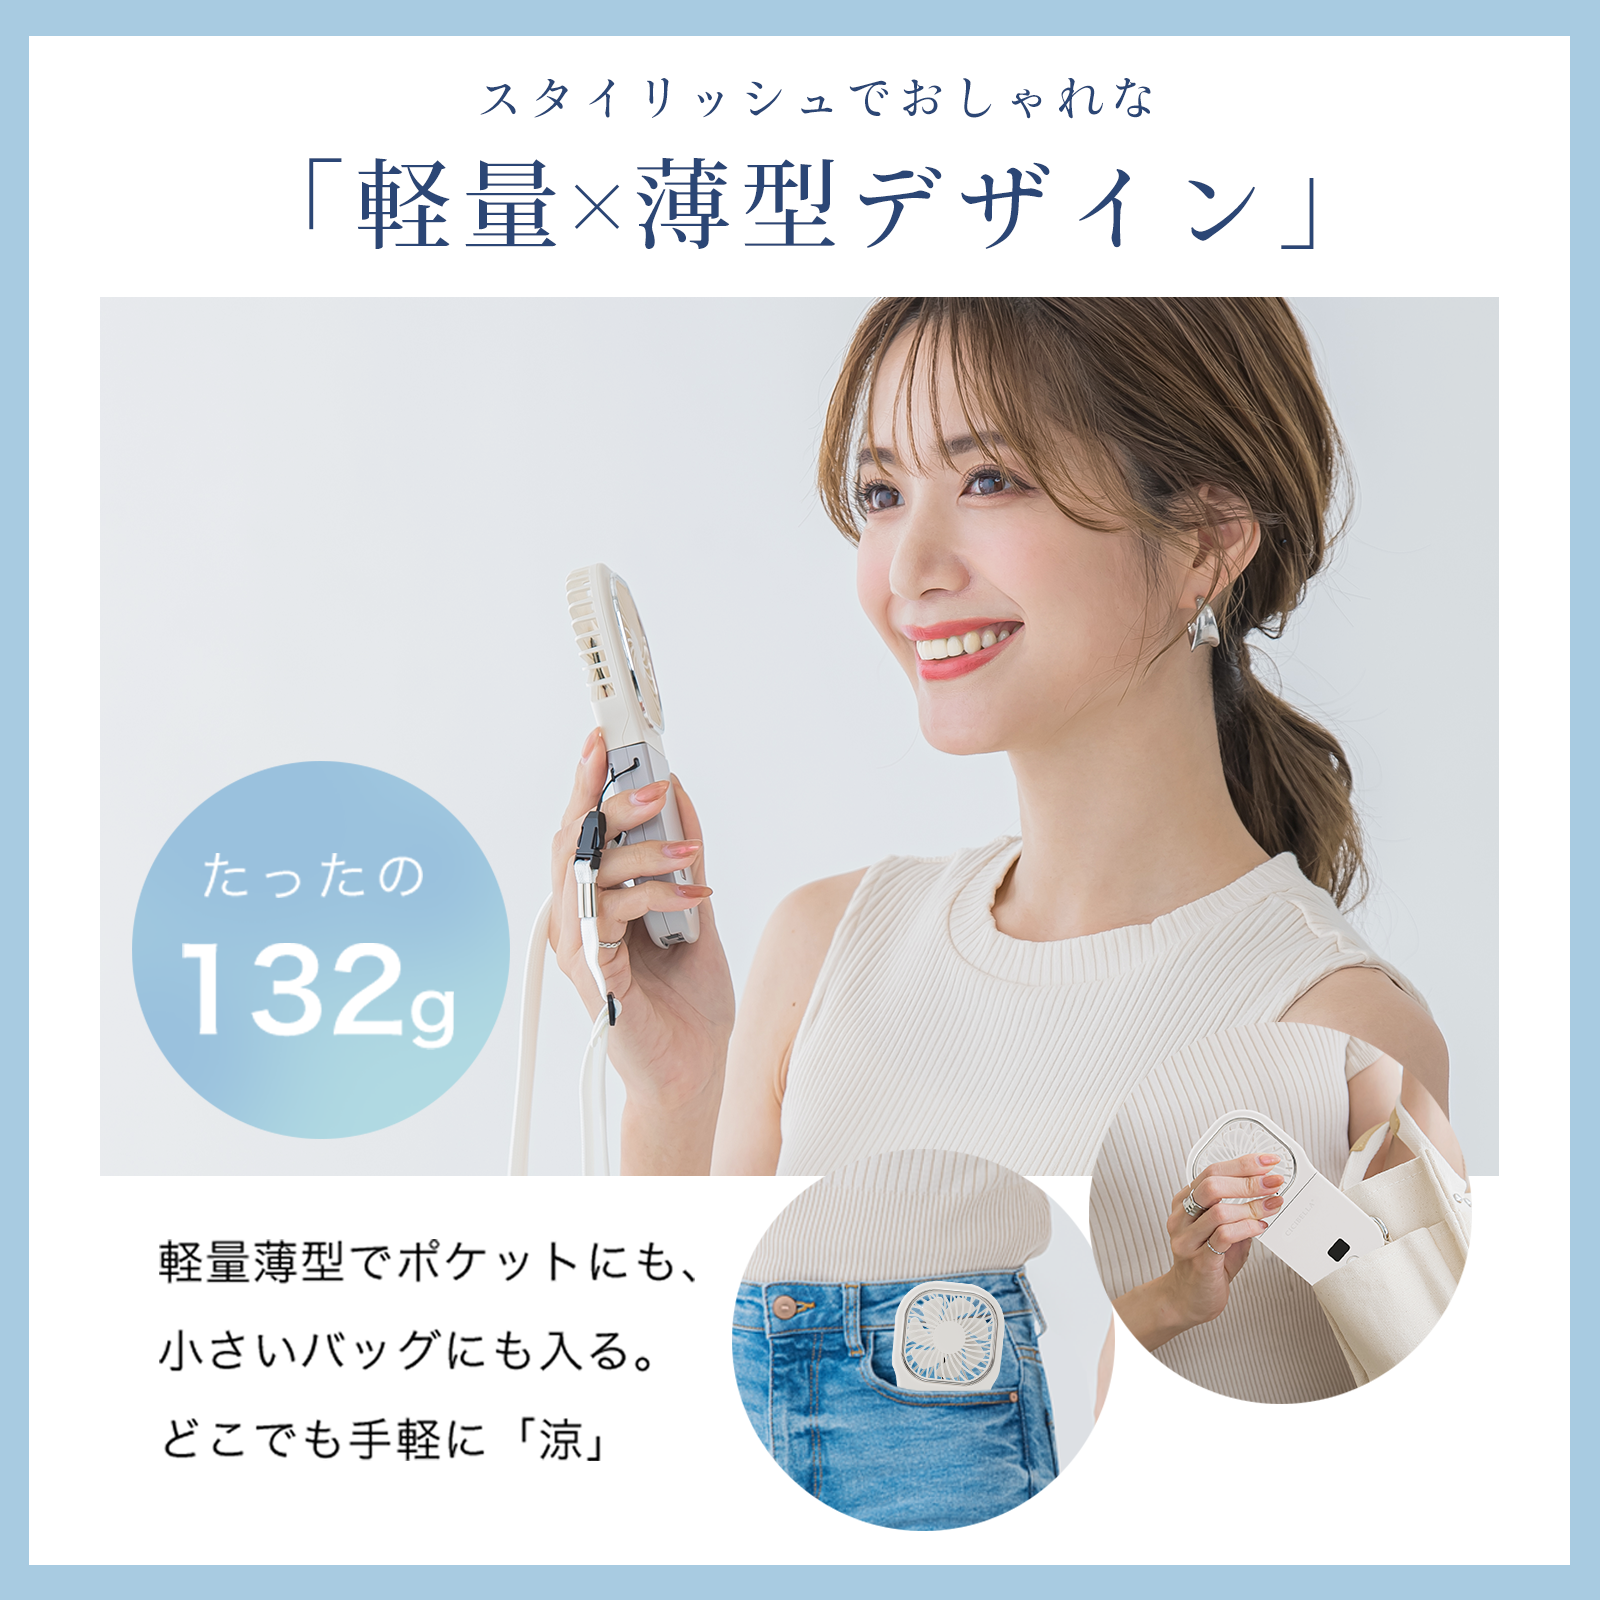 スタイリッシュでおしゃれな
「軽量×薄型デザイン」
たったの
132g
軽量薄型でポケットにも、
小さいバッグにも入る。
どこでも手軽に「涼」